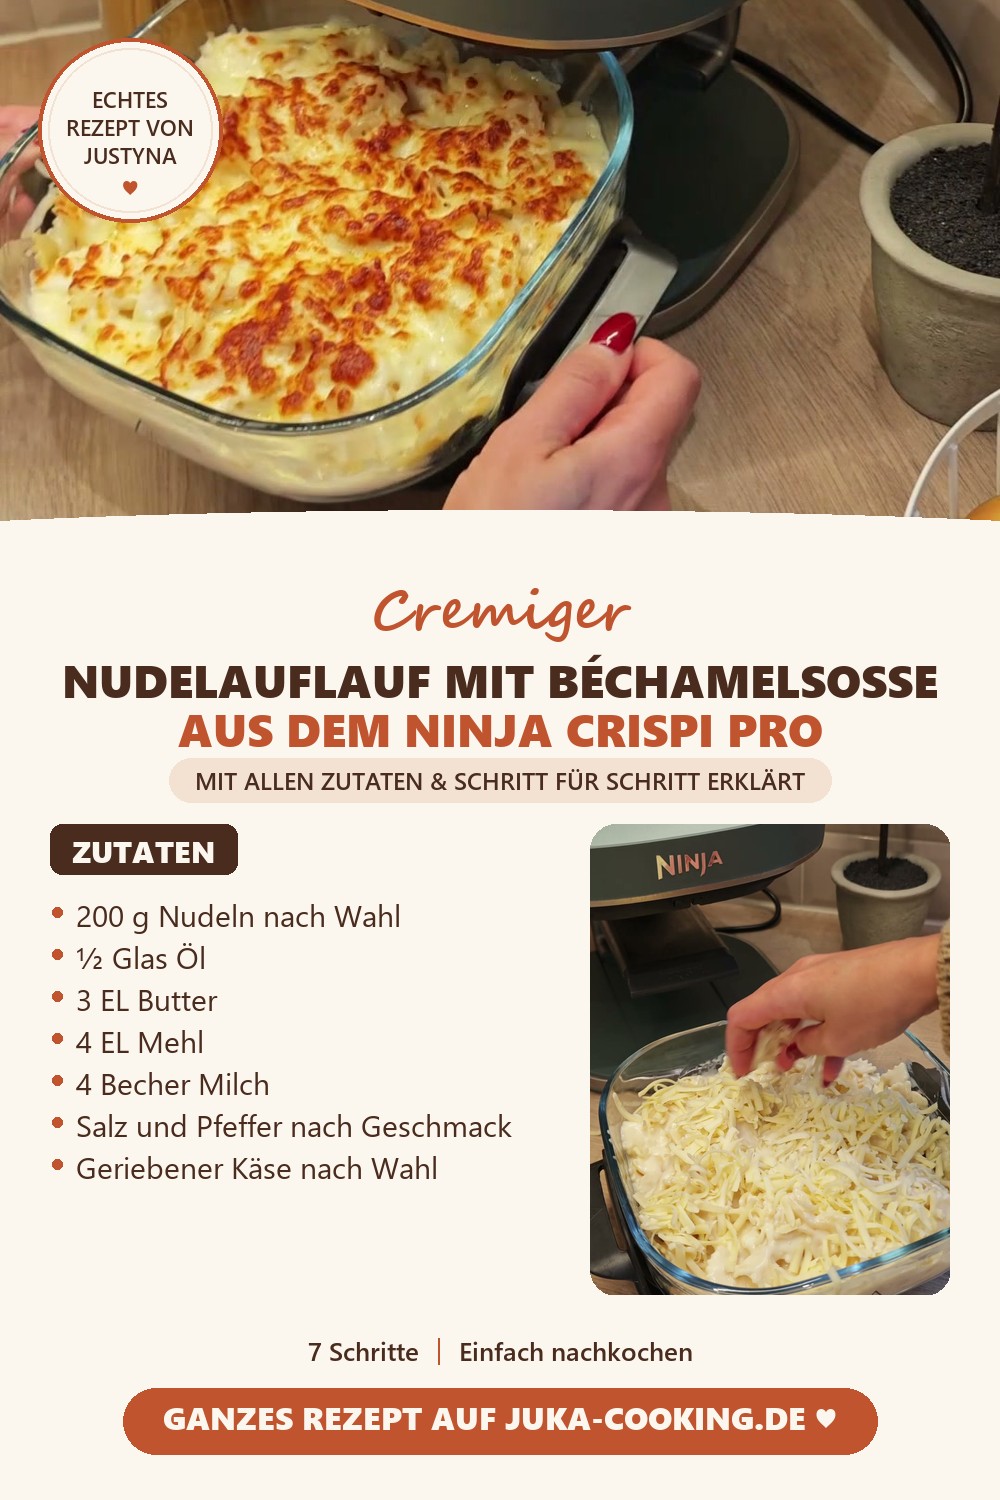 ECHTES
REZEPT VON
JUSTYNA
Cremiger
NUDELAUFLAUF MIT BÉCHAMELSOSSE
AUS DEM NINJA CRISPI PRO
MIT ALLEN ZUTATEN & SCHRITT FÜR SCHRITT ERKLÄRT
ZUTATEN
• 200 g Nudeln nach Wahl
• ½ Glas Öl
• 3 EL Butter
• 4 EL Mehl
• 4 Becher Milch
• Salz und Pfeffer nach Geschmack
• Geriebener Käse nach Wahl
NINJA
7 Schritte | Einfach nachkochen
GANZES REZEPT AUF JUKA-COOKING.DE ♥